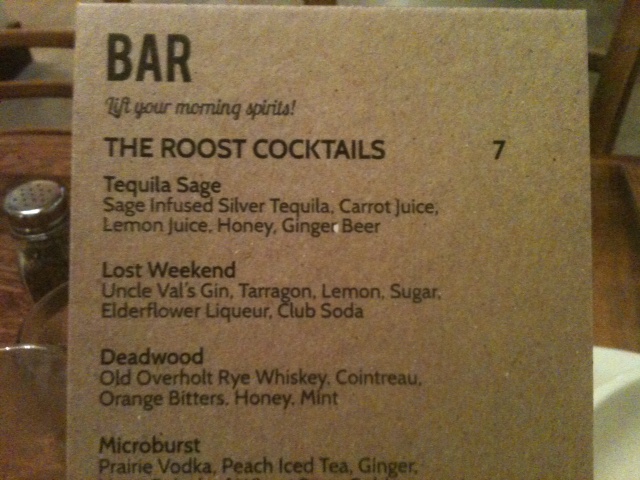 BAR
Lift your morning spirits!
THE ROOST COCKTAILS 7
Tequila Sage
Sage Infused Silver Tequila, Carrot Juice,
Lemon Juice, Honey, Ginger Beer
Lost Weekend
Uncle Val's Gin, Tarragon, Lemon, Sugar,
Elderflower Liqueur, Club Soda
Deadwood
Old Overholt Rye Whiskey, Cointreau,
Orange Bitters, Honey, Mint
Microburst
Prairie Vodka, Peach Iced Tea, Ginger,